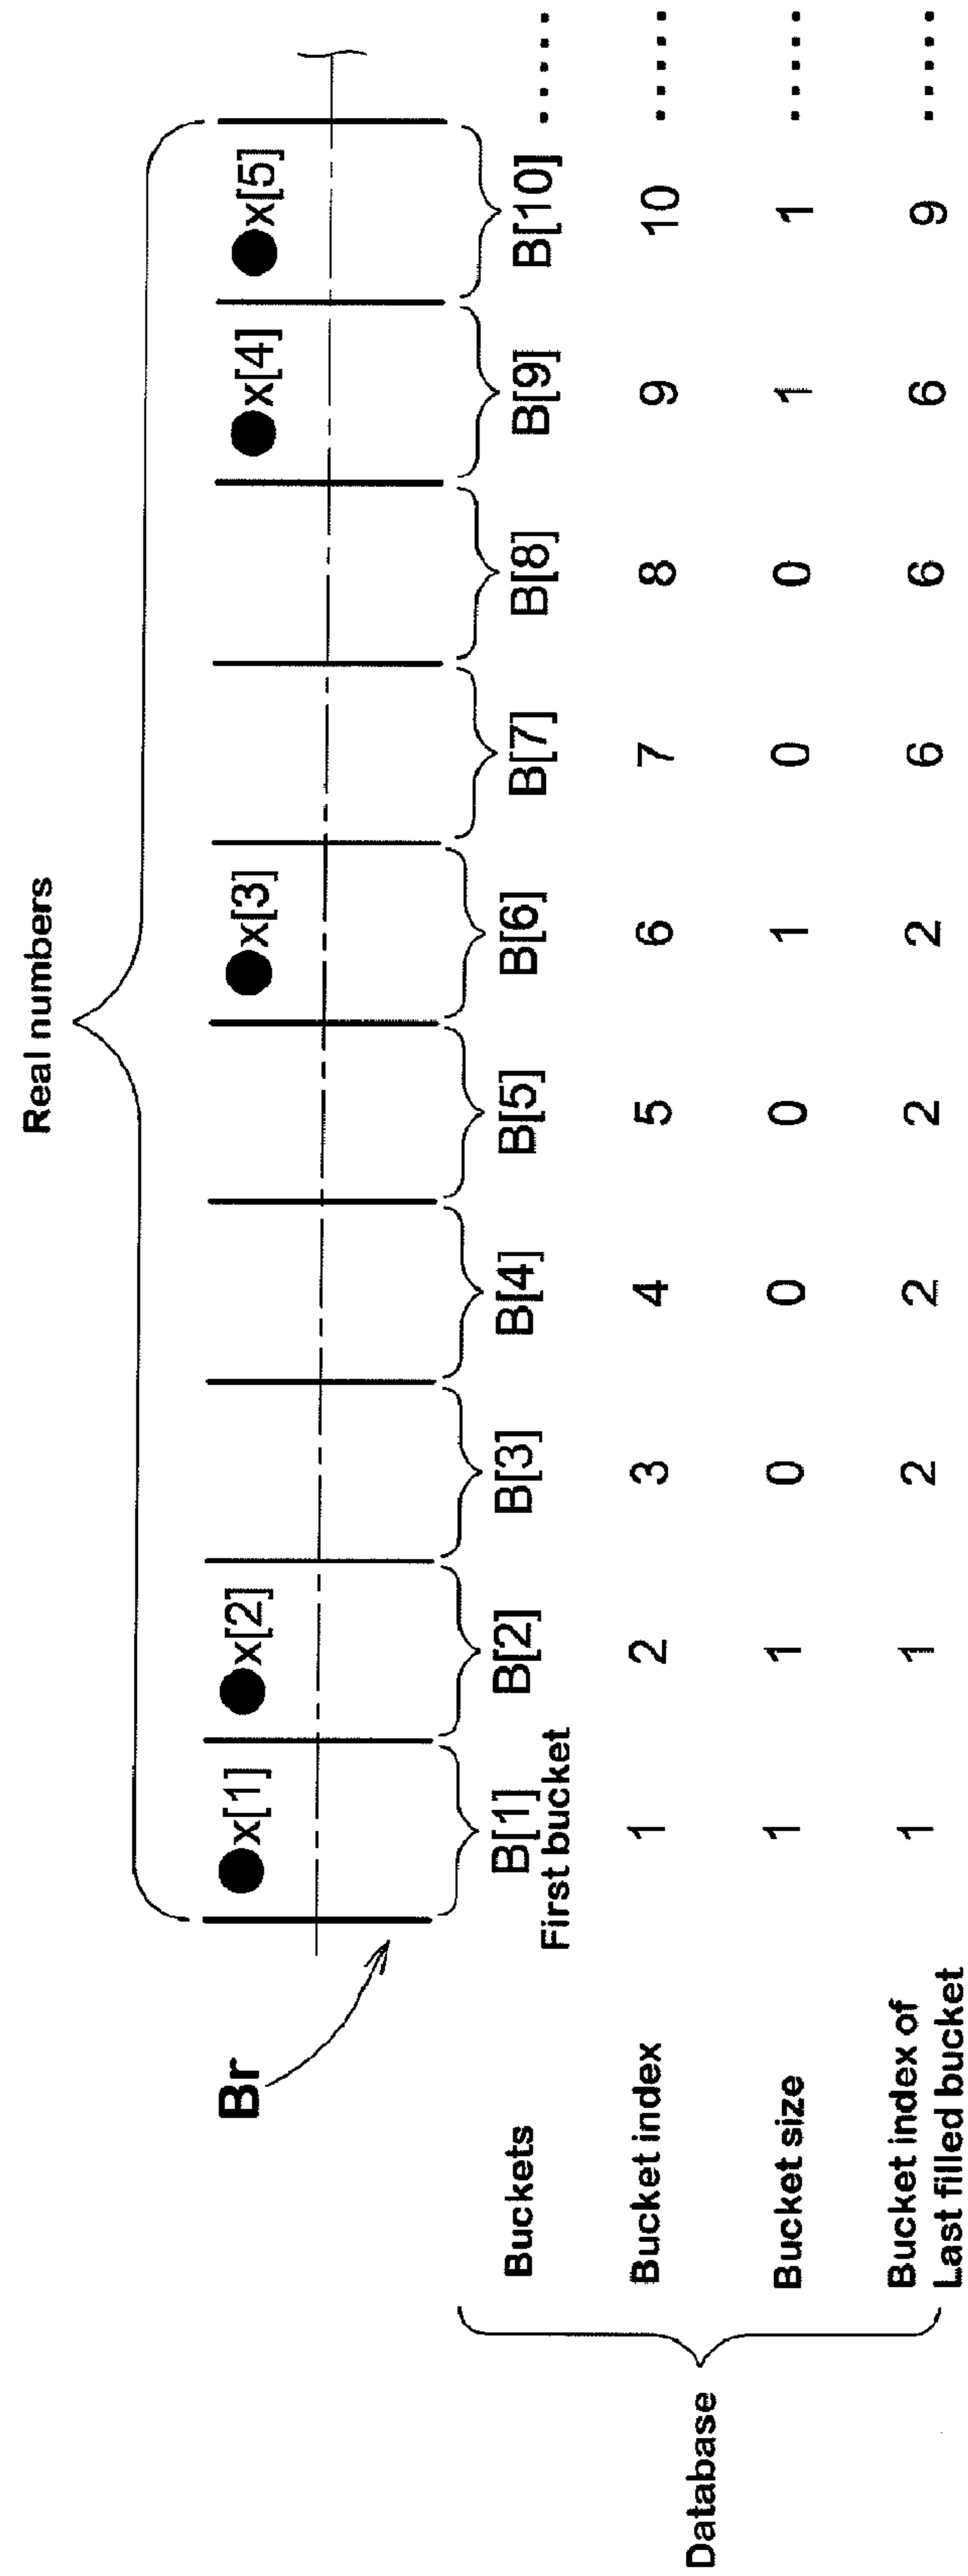 Real numbers
Br
x[1] x[2] x[3] x[4] x[5]
Database
Buckets B[1] B[2] B[3] B[4] B[5] B[6] B[7] B[8] B[9] B[10] .....
First bucket
Bucket index 1 2 3 4 5 6 7 8 9 10 .....
Bucket size 1 1 0 0 0 1 0 0 1 1 .....
Bucket index of
Last filled bucket 1 1 2 2 2 2 6 6 6 9 .....